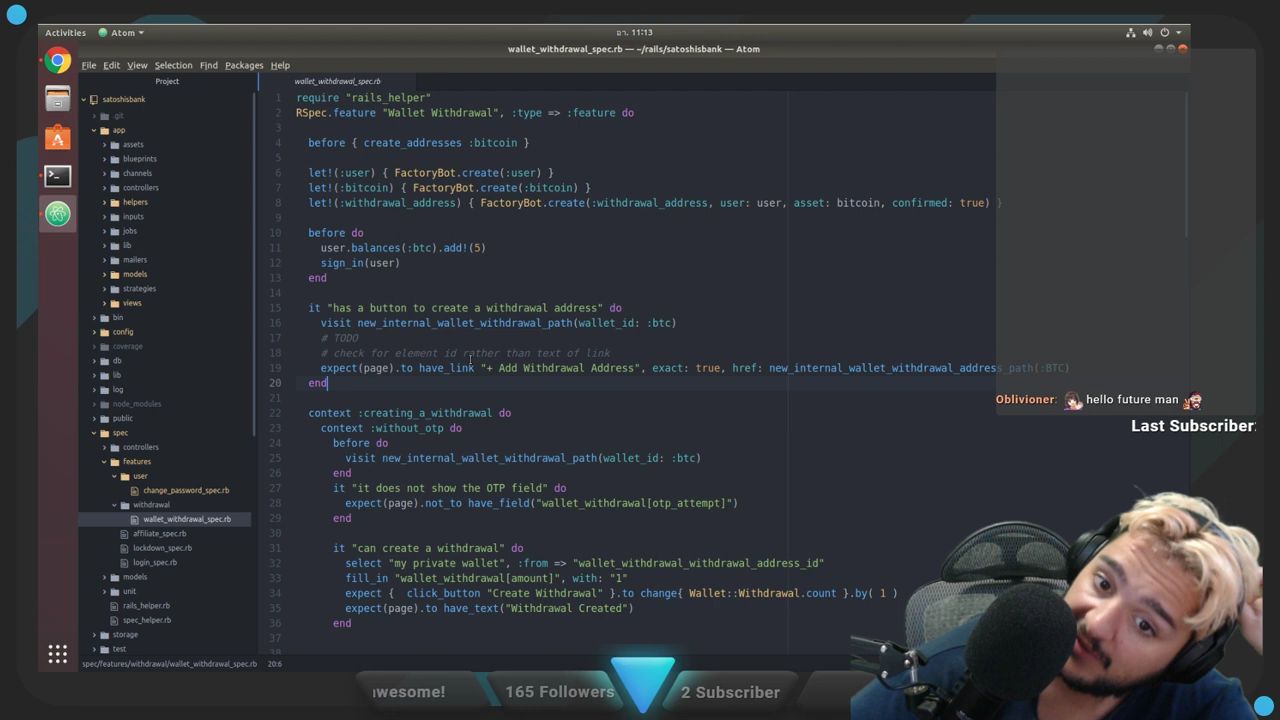 Activities
Atom
อา. 11:13
wallet_withdrawal_spec.rb — ~/rails/satoshisbank — Atom
File Edit View Selection Find Packages Help
Project
wallet_withdrawal_spec.rb
satoshisbank
.git
app
assets
blueprints
channels
controllers
helpers
inputs
jobs
lib
mailers
models
strategies
views
bin
config
coverage
db
lib
log
node_modules
public
spec
controllers
features
user
change_password_spec.rb
withdrawal
wallet_withdrawal_spec.rb
affiliate_spec.rb
lockdown_spec.rb
login_spec.rb
models
unit
rails_helper.rb
spec_helper.rb
storage
test
1 require "rails_helper"
2 RSpec.feature "Wallet Withdrawal", :type => :feature do
3
4 before { create_addresses :bitcoin }
5
6 let!(:user) { FactoryBot.create(:user) }
7 let!(:bitcoin) { FactoryBot.create(:bitcoin) }
8 let!(:withdrawal_address) { FactoryBot.create(:withdrawal_address, user: user, asset: bitcoin, confirmed: true) }
9
10 before do
11 user.balances(:btc).add!(5)
12 sign_in(user)
13 end
14
15 it "has a button to create a withdrawal address" do
16 visit new_internal_wallet_withdrawal_path(wallet_id: :btc)
17 # TODO
18 # check for element id rather than text of link
19 expect(page).to have_link "+ Add Withdrawal Address", exact: true, href: new_internal_wallet_withdrawal_address_path(:BTC)
20 end
21
22 context :creating_a_withdrawal do
23 context :without_otp do
24 before do
25 visit new_internal_wallet_withdrawal_path(wallet_id: :btc)
26 end
27 it "it does not show the OTP field" do
28 expect(page).not_to have_field("wallet_withdrawal[otp_attempt]")
29 end
30
31 it "can create a withdrawal" do
32 select "my private wallet", :from => "wallet_withdrawal_withdrawal_address_id"
33 fill_in "wallet_withdrawal[amount]", with: "1"
34 expect { click_button "Create Withdrawal" }.to change{ Wallet::Withdrawal.count }.by( 1 )
35 expect(page).to have_text("Withdrawal Created")
36 end
37
38
Oblivioner: hello future man
Last Subscriber:
spec/features/withdrawal/wallet_withdrawal_spec.rb 20:6
wesome!
165 Followers
2 Subscriber